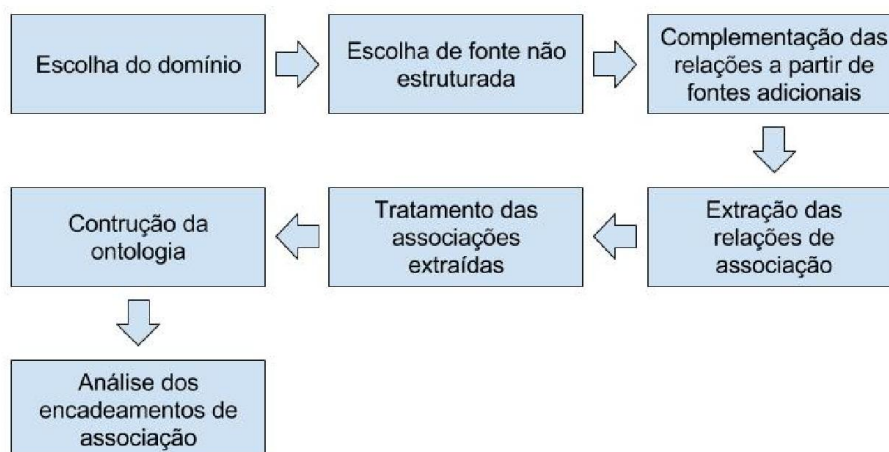 Escolha do domínio
Escolha de fonte não
estruturada
Complementação das
relações a partir de
fontes adicionais
Extração das
relações de
associação
Tratamento das
associações
extraídas
Contrução da
ontologia
Análise dos
encadeamentos de
associação